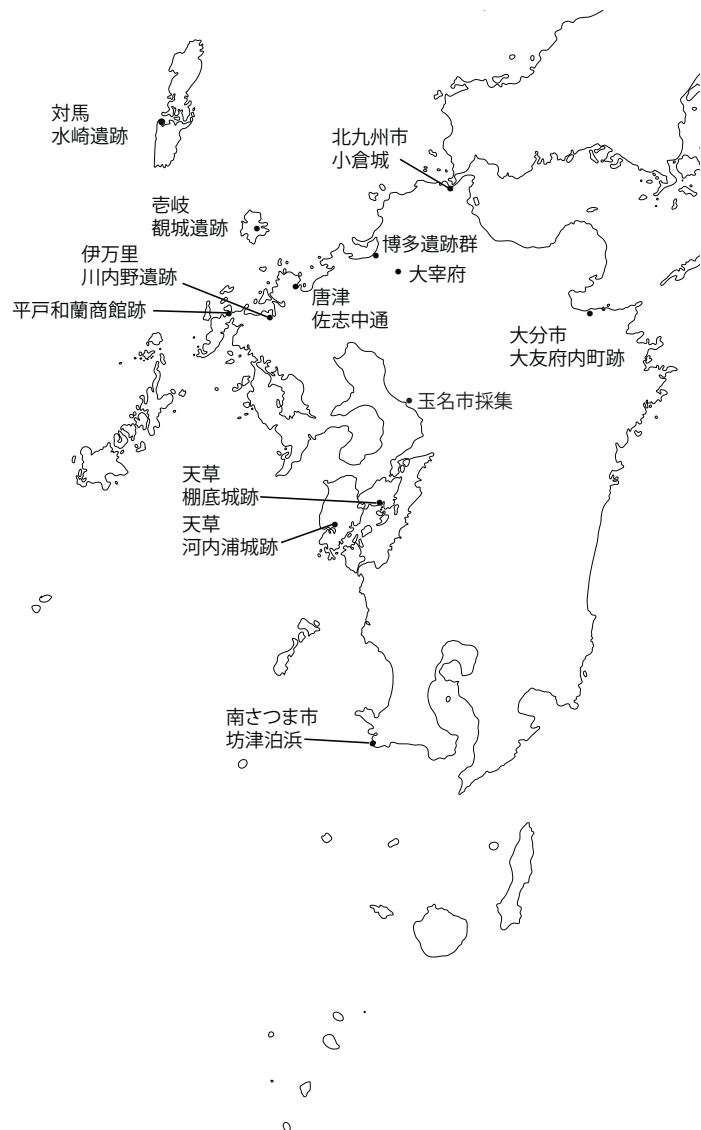 対馬
水崎遺跡
北九州市
小倉城
壱岐
覩城遺跡
伊万里
川内野遺跡
博多遺跡群
大宰府
平戸和蘭商館跡
唐津
佐志中通
大分市
大友府内町跡
玉名市採集
天草
棚底城跡
天草
河内浦城跡
南さつま市
坊津泊浜